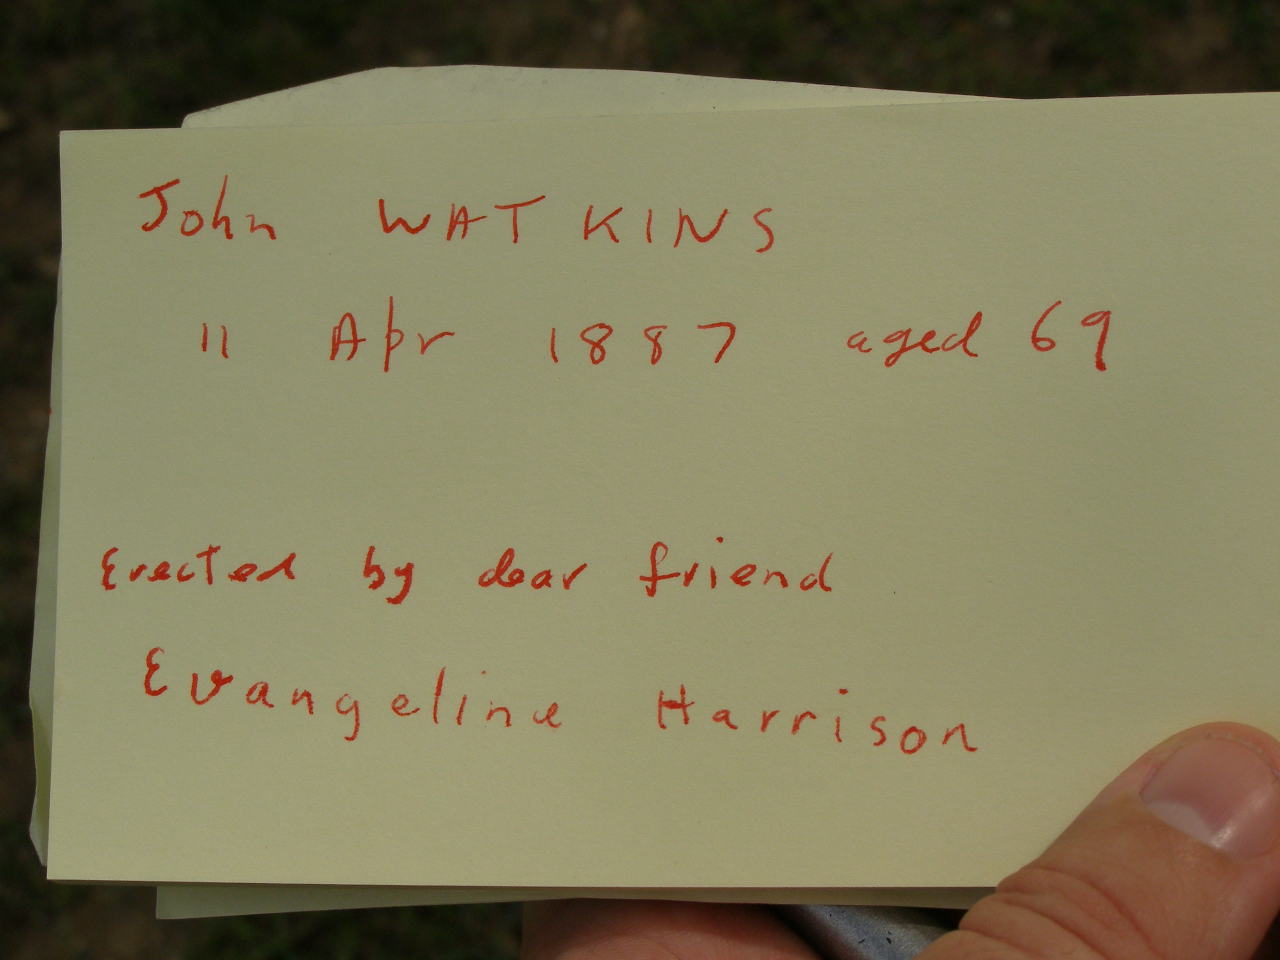 John WATKINS
11 Apr 1887 aged 69
Erected by dear friend
Evangeline Harrison